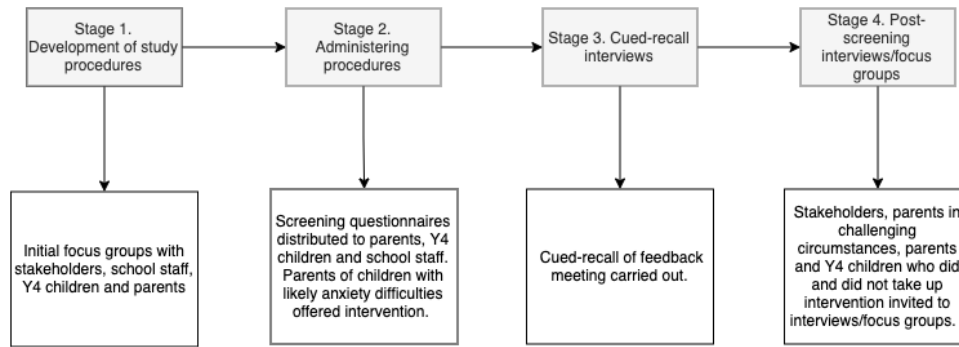 Stage 1.
Development of study
procedures
Stage 2.
Administering
procedures
Stage 3. Cued-recall
interviews
Stage 4. Post-
screening
interviews/focus
groups
Initial focus groups with
stakeholders, school staff,
Y4 children and parents
Screening questionnaires
distributed to parents, Y4
children and school staff.
Parents of children with
likely anxiety difficulties
offered intervention.
Cued-recall of feedback
meeting carried out.
Stakeholders, parents in
challenging
circumstances, parents
and Y4 children who did
and did not take up
intervention invited to
interviews/focus groups.